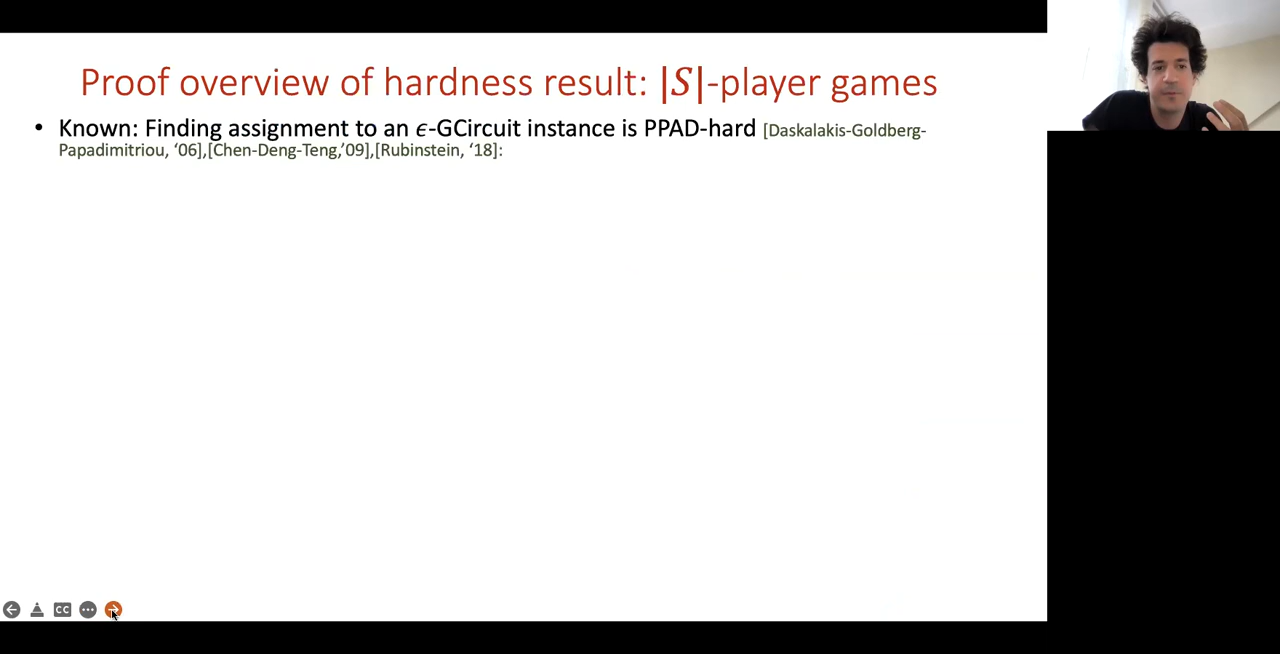 Proof overview of hardness result: |S|-player games
• Known: Finding assignment to an ϵ-GCircuit instance is PPAD-hard [Daskalakis-Goldberg-
Papadimitriou, ‘06],[Chen-Deng-Teng,’09],[Rubinstein, ‘18]:
CC